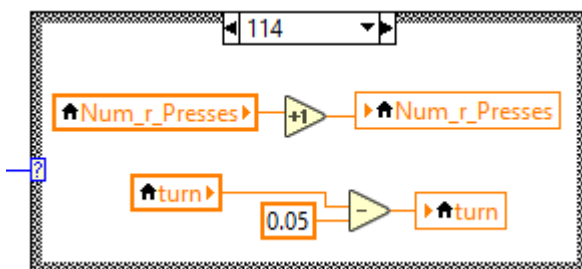 114
Num_r_Presses +1 Num_r_Presses
?
turn
0.05 - turn